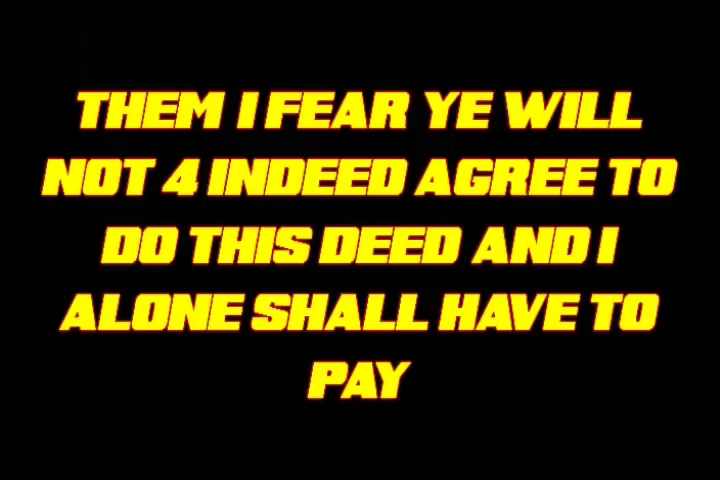 THEM I FEAR YE WILL
NOT 4 INDEED AGREE TO
DO THIS DEED AND I
ALONE SHALL HAVE TO
PAY